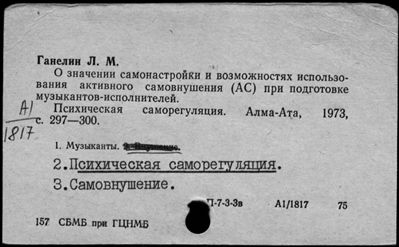 Ганелин Л. М.
О значении самонастройки и возможностях использо-
вания активного самовнушения (АС) при подготовке
музыкантов-исполнителей.
Психическая саморегуляция. Алма-Ата, 1973,
с. 297—300.
А1/1817
1. Музыканты.
2.Психическая саморегуляция.
3.Самовнушение.
П-7-3-3в А1/1817 75
157 СБМБ при ГЦНМБ